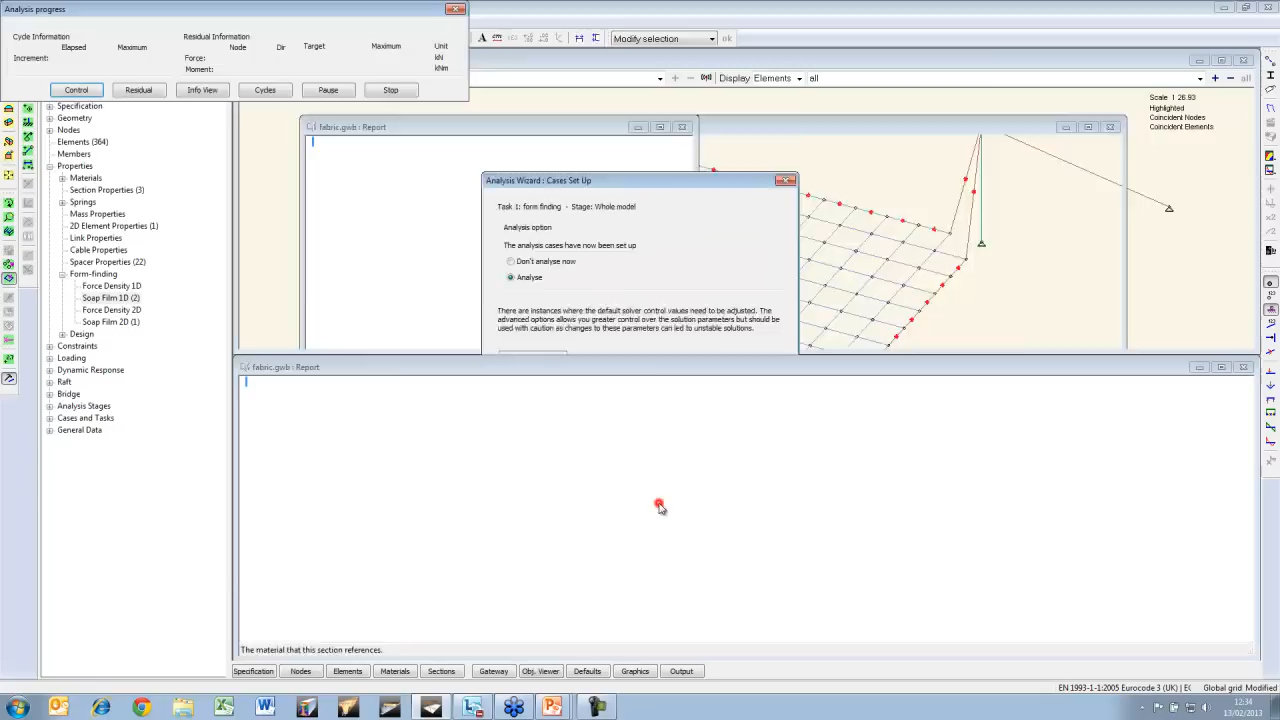 Analysis progress
Cycle Information
Residual Information
Elapsed
Maximum
Node
Dir
Target
Maximum
Unit
Increment:
Force:
kN
Moment:
kNm
Control
Residual
Info View
Cycles
Pause
Stop
Modify selection
ok
Display Elements
all
all
Scale 1:26.93
Highlighted
Coincident Nodes
Coincident Elements
Specification
Geometry
Nodes
Elements (364)
Members
Properties
Materials
Section Properties (3)
Springs
Mass Properties
2D Element Properties (1)
Link Properties
Cable Properties
Spacer Properties (22)
Form-finding
Force Density 1D
Soap Film 1D (2)
Force Density 2D
Soap Film 2D (1)
Design
Constraints
Loading
Dynamic Response
Raft
Bridge
Analysis Stages
Cases and Tasks
General Data
fabric.gwb : Report
Analysis Wizard : Cases Set Up
Task 1: form finding - Stage: Whole model
Analysis option
The analysis cases have now been set up
Don't analyse now
Analyse
There are instances where the default solver control values need to be adjusted. The
advanced options allows you greater control over the solution parameters but should be
used with caution as changes to these parameters can led to unstable solutions.
fabric.gwb : Report
The material that this section references.
Specification
Nodes
Elements
Materials
Sections
Gateway
Obj. Viewer
Defaults
Graphics
Output
EN 1993-1-1:2005 Eurocode 3 (UK)
Global grid
Modified
12:34
13/02/2013